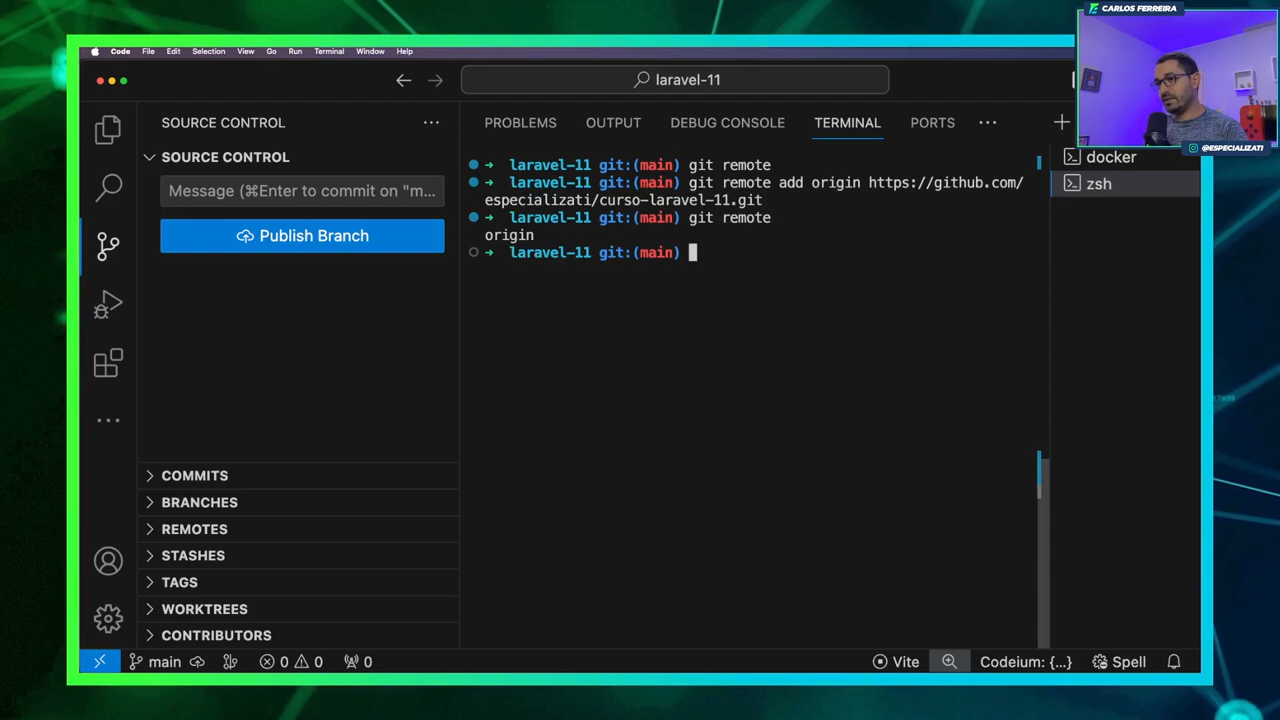 CARLOS FERREIRA
Code File Edit Selection View Go Run Terminal Window Help
laravel-11
SOURCE CONTROL
PROBLEMS OUTPUT DEBUG CONSOLE TERMINAL PORTS
@ESPECIALIZATI
SOURCE CONTROL
Message (⌘Enter to commit on "m...
Publish Branch
➜ laravel-11 git:(main) git remote
➜ laravel-11 git:(main) git remote add origin https://github.com/
especializati/curso-laravel-11.git
➜ laravel-11 git:(main) git remote
origin
➜ laravel-11 git:(main)
docker
zsh
COMMITS
BRANCHES
REMOTES
STASHES
TAGS
WORKTREES
CONTRIBUTORS
main 0 0 0 Vite Codeium: {...} Spell